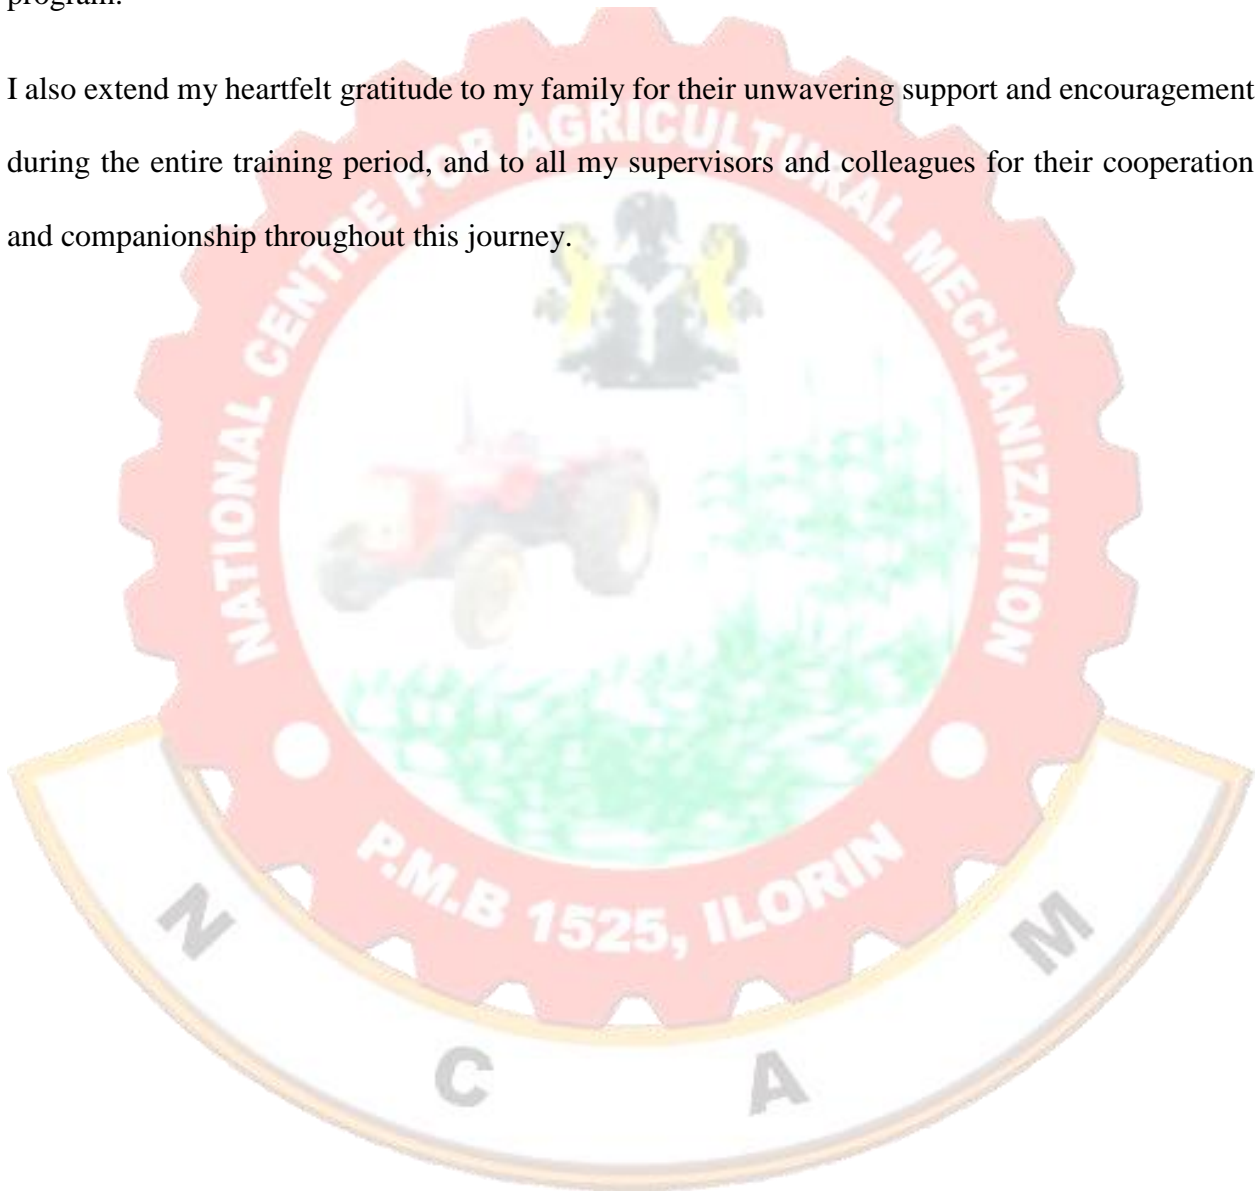 program.
I also extend my heartfelt gratitude to my family for their unwavering support and encouragement
during the entire training period, and to all my supervisors and colleagues for their cooperation
and companionship throughout this journey.
NATIONAL CENTRE FOR AGRICULTURAL MECHANIZATION
P.M.B 1525, ILORIN
N C A M